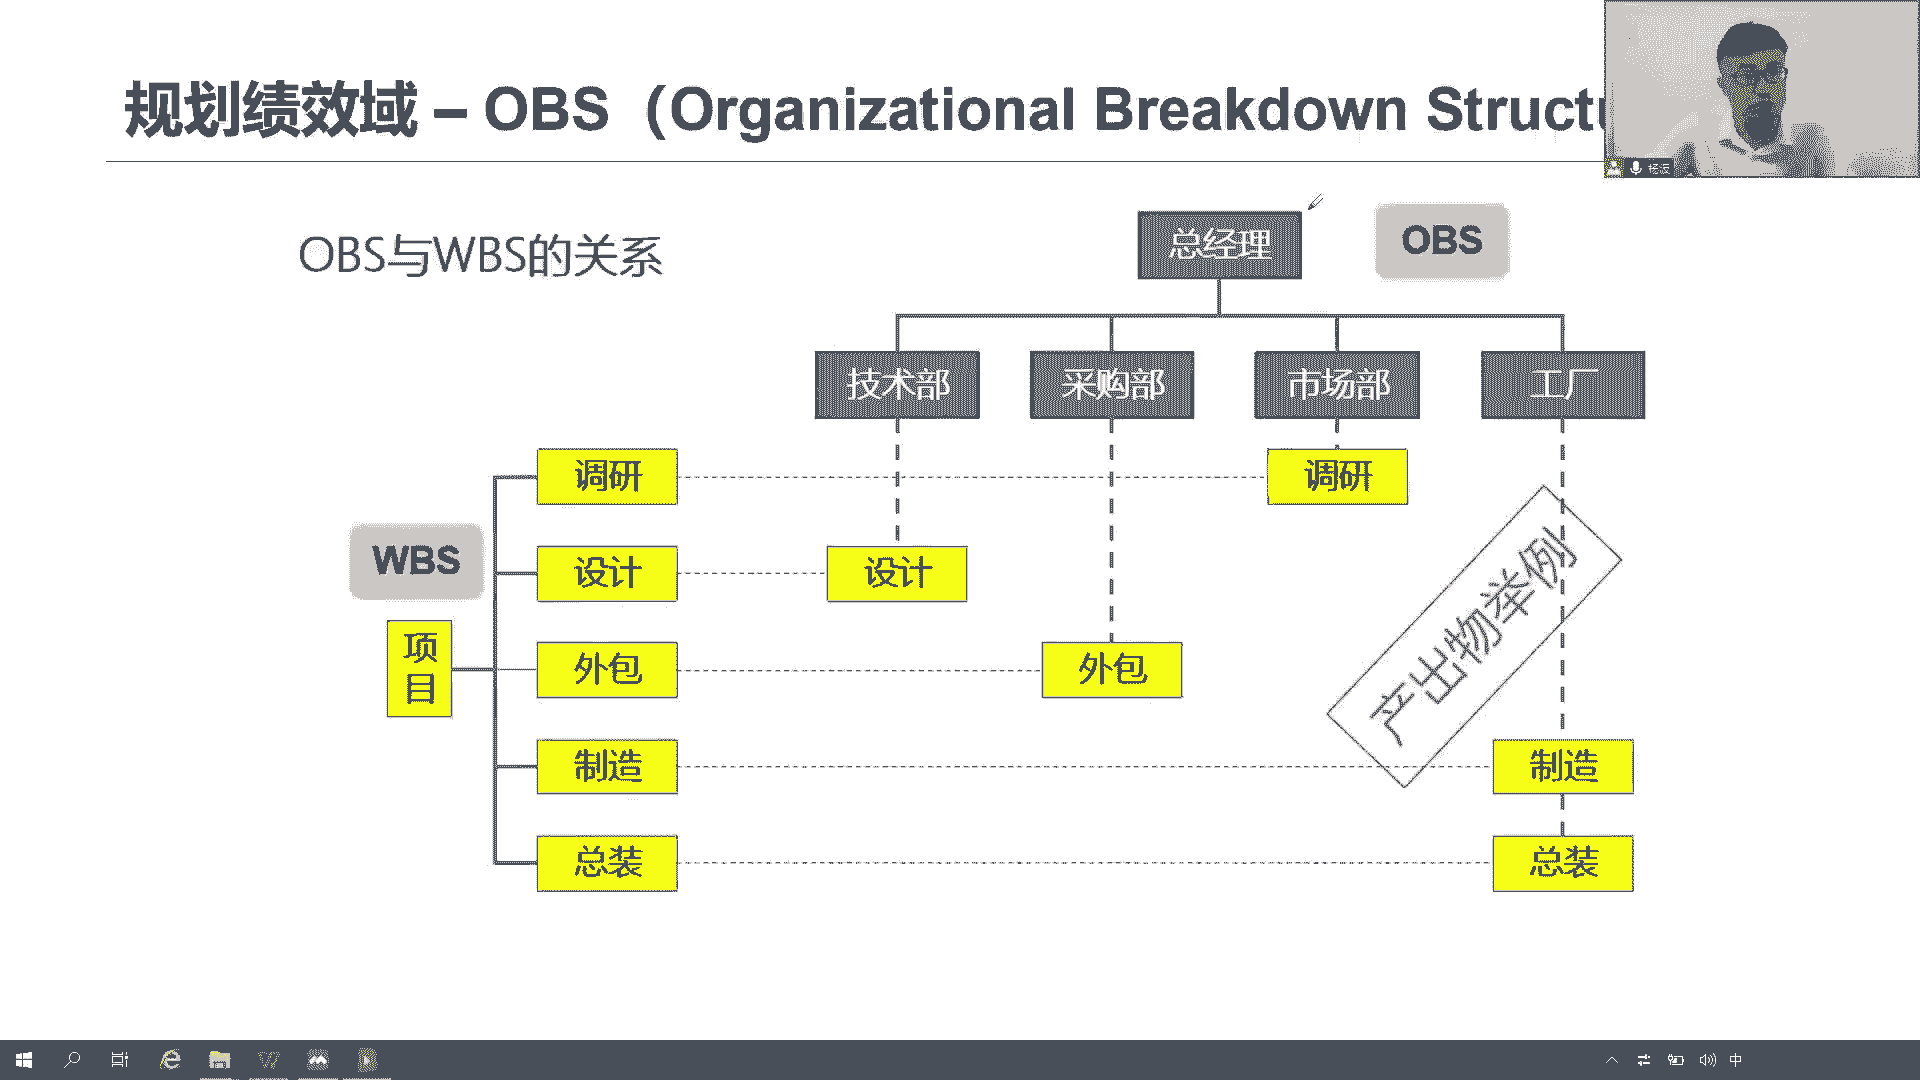 规划绩效域 – OBS（Organizational Breakdown Struct
OBS与WBS的关系
总经理
OBS
技术部
采购部
市场部
工厂
调研
调研
WBS
设计
设计
项
目
外包
外包
产出物举例
制造
制造
总装
总装
中